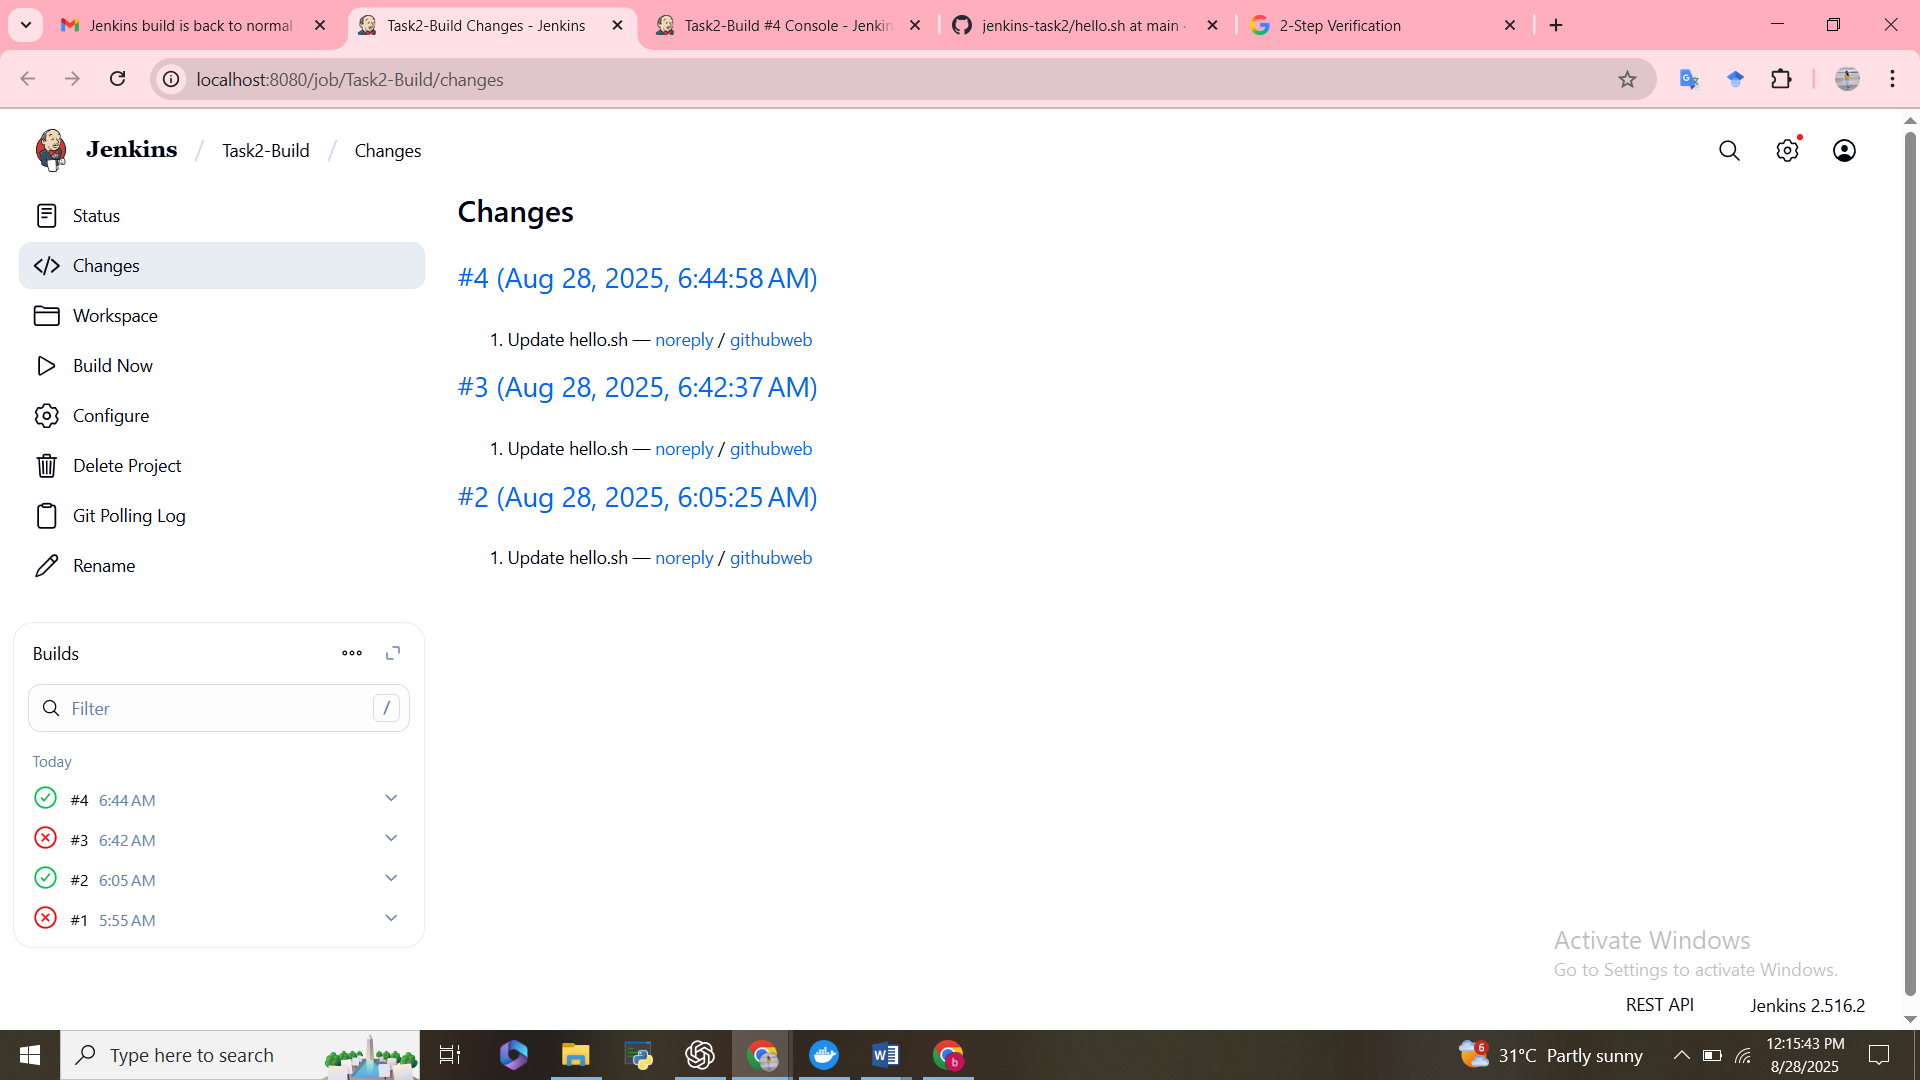 Jenkins build is back to normal
Task2-Build Changes - Jenkins
Task2-Build #4 Console - Jenkin
jenkins-task2/hello.sh at main ·
2-Step Verification
localhost:8080/job/Task2-Build/changes
Jenkins / Task2-Build / Changes
Status
Changes
Workspace
Build Now
Configure
Delete Project
Git Polling Log
Rename
Changes
#4 (Aug 28, 2025, 6:44:58 AM)
1. Update hello.sh — noreply / githubweb
#3 (Aug 28, 2025, 6:42:37 AM)
1. Update hello.sh — noreply / githubweb
#2 (Aug 28, 2025, 6:05:25 AM)
1. Update hello.sh — noreply / githubweb
Builds
Filter /
Today
#4 6:44 AM
#3 6:42 AM
#2 6:05 AM
#1 5:55 AM
Activate Windows
Go to Settings to activate Windows.
REST API Jenkins 2.516.2
Type here to search
6
31°C Partly sunny
12:15:43 PM
8/28/2025